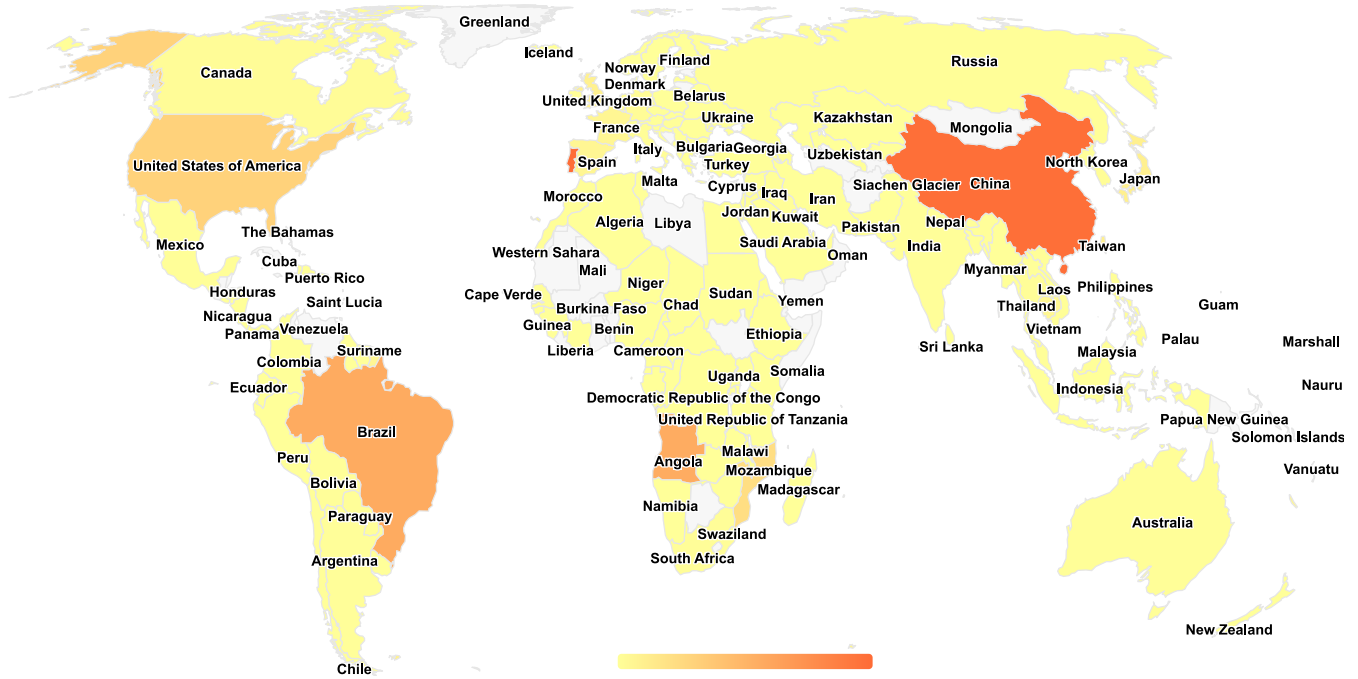 Greenland
Iceland
Canada
Norway
Finland
Russia
Denmark
United Kingdom
Belarus
Ukraine
Kazakhstan
France
Mongolia
Italy
Bulgaria
Georgia
Uzbekistan
United States of America
Spain
Turkey
North Korea
Malta
Cyprus
Siachen Glacier
China
Japan
Morocco
Iraq
Iran
Jordan
Kuwait
Algeria
Libya
Nepal
Pakistan
The Bahamas
Mexico
Saudi Arabia
India
Taiwan
Western Sahara
Oman
Cuba
Mali
Myanmar
Puerto Rico
Niger
Laos
Philippines
Honduras
Cape Verde
Sudan
Saint Lucia
Chad
Yemen
Thailand
Guam
Burkina Faso
Nicaragua
Guinea
Benin
Venezuela
Panama
Ethiopia
Vietnam
Palau
Marshall
Suriname
Liberia
Cameroon
Sri Lanka
Malaysia
Colombia
Somalia
Uganda
Ecuador
Indonesia
Nauru
Democratic Republic of the Congo
United Republic of Tanzania
Papua New Guinea
Brazil
Solomon Islands
Malawi
Peru
Angola
Mozambique
Vanuatu
Bolivia
Madagascar
Namibia
Paraguay
Australia
Swaziland
South Africa
Argentina
New Zealand
Chile